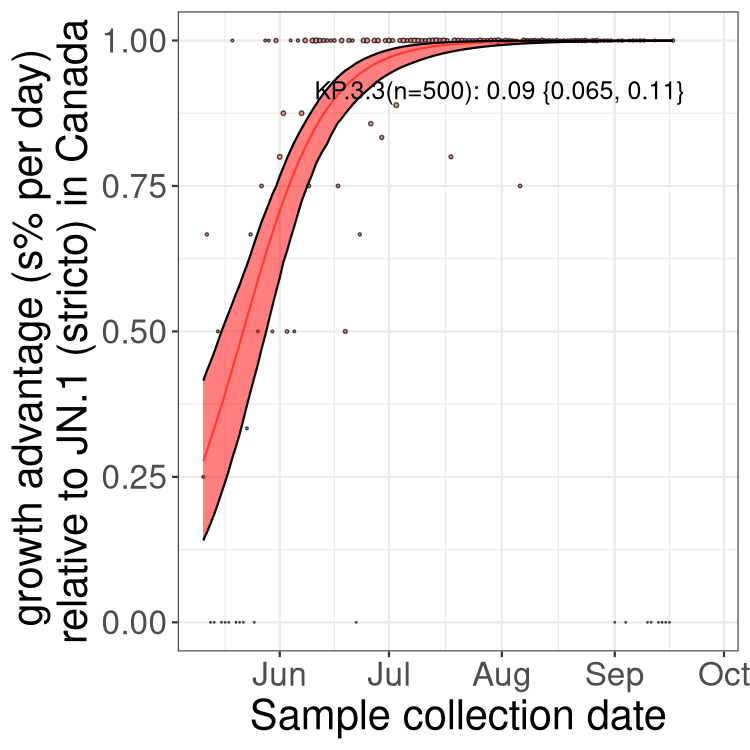 growth advantage (s% per day)
relative to JN.1 (stricto) in Canada
1.00
0.75
0.50
0.25
0.00
KP.3.3(n=500): 0.09 {0.065, 0.11}
Jun Jul Aug Sep Oct
Sample collection date